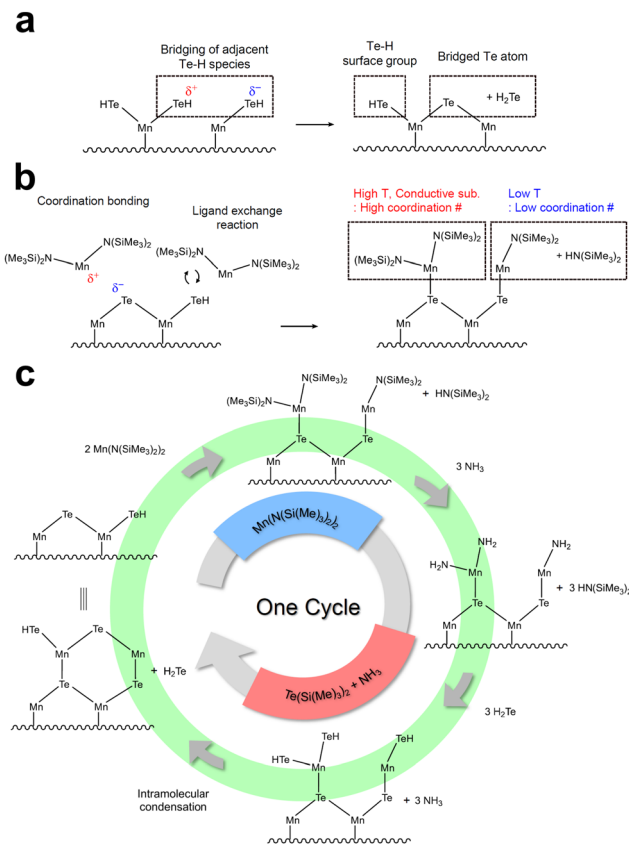 a
Bridging of adjacent
Te-H species
Te-H
surface group
Bridged Te atom
HTe
δ+
TeH
δ−
TeH
Mn
Mn
HTe
Te
+ H2Te
Mn
Mn
b
Coordination bonding
Ligand exchange
reaction
High T, Conductive sub.
: High coordination #
Low T
: Low coordination #
N(SiMe3)2
(Me3Si)2N
Mn
δ+
(Me3Si)2N
N(SiMe3)2
Mn
δ−
Te
TeH
Mn
Mn
N(SiMe3)2
(Me3Si)2N
Mn
N(SiMe3)2
Mn
+ HN(SiMe3)2
Te
Te
Mn
Mn
c
N(SiMe3)2
(Me3Si)2N
Mn
N(SiMe3)2
Mn
+ HN(SiMe3)2
Te
Te
Mn
Mn
2 Mn(N(SiMe3)2)2
3 NH3
Te
TeH
Mn
Mn
Mn(N(Si(Me)3)2)2
One Cycle
Te(Si(Me)3)2 + NH3
NH2
H2N
Mn
NH2
Mn
Te
Te
+ 3 HN(SiMe3)2
Mn
Mn
HTe
Te
Mn
Mn
Te
Te
+ H2Te
Mn
Mn
3 H2Te
TeH
HTe
Mn
TeH
Mn
Te
Te
+ 3 NH3
Mn
Mn
Intramolecular
condensation